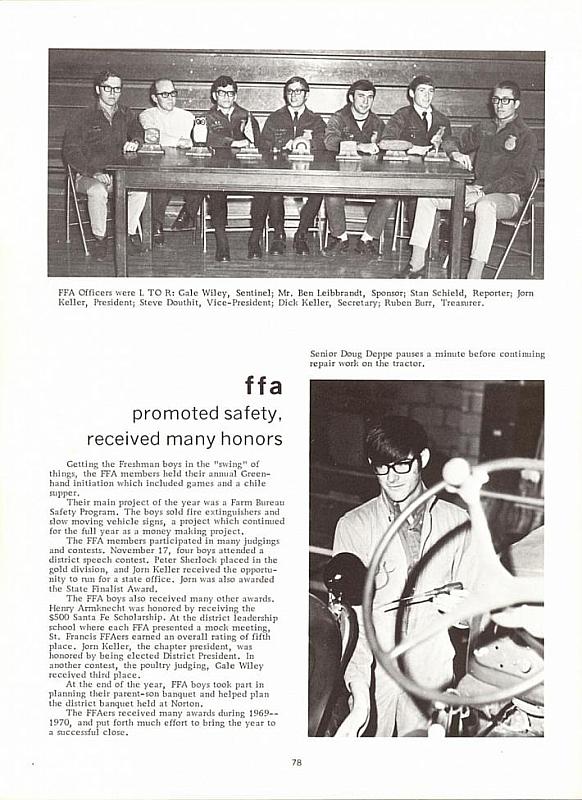 FFA Officers were L TO R: Gale Wiley, Sentinel; Mr. Ben Leibbrandt, Sponsor; Stan Schield, Reporter; Jorn
Keller, President; Steve Douthit, Vice-President; Dick Keller, Secretary; Ruben Burr, Treasurer.
Senior Doug Deppe pauses a minute before continuing
repair work on the tractor.
ffa
promoted safety,
received many honors
Getting the Freshman boys in the "swing" of
things, the FFA members held their annual Green-
hand initiation which included games and a chile
supper.
Their main project of the year was a Farm Bureau
Safety Program. The boys sold fire extinguishers and
slow moving vehicle signs, a project which continued
for the full year as a money making project.
The FFA members participated in many judgings
and contests. November 17, four boys attended a
district speech contest. Peter Sherlock placed in the
gold division, and Jorn Keller received the opportu-
nity to run for a state office. Jorn was also awarded
the State Finalist Award.
The FFA boys also received many other awards.
Henry Armknecht was honored by receiving the
$500 Santa Fe Scholarship. At the district leadership
school where each FFA presented a mock meeting,
St. Francis FFAers earned an overall rating of fifth
place. Jorn Keller, the chapter president, was
honored by being elected District President. In
another contest, the poultry judging, Gale Wiley
received third place.
At the end of the year, FFA boys took part in
planning their parent-son banquet and helped plan
the district banquet held at Norton.
The FFAers received many awards during 1969--
1970, and put forth much effort to bring the year to
a successful close.
78